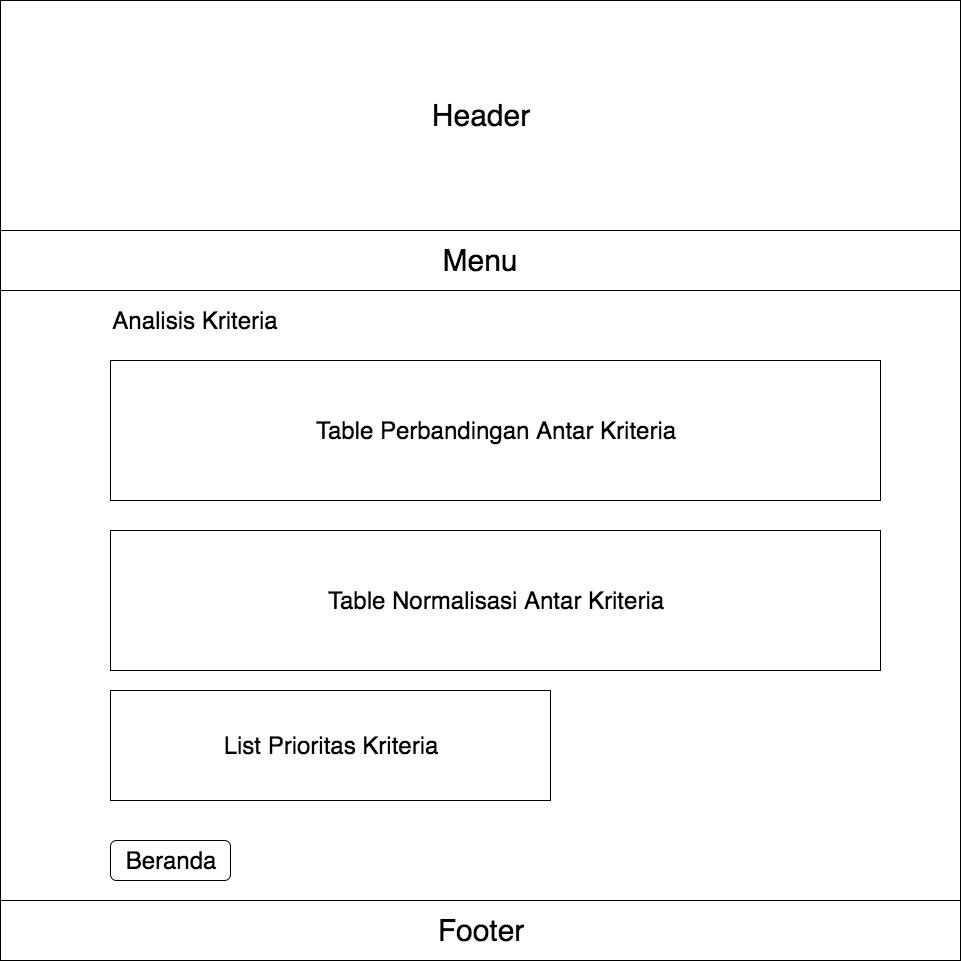 Header
Menu
Analisis Kriteria
Table Perbandingan Antar Kriteria
Table Normalisasi Antar Kriteria
List Prioritas Kriteria
Beranda
Footer